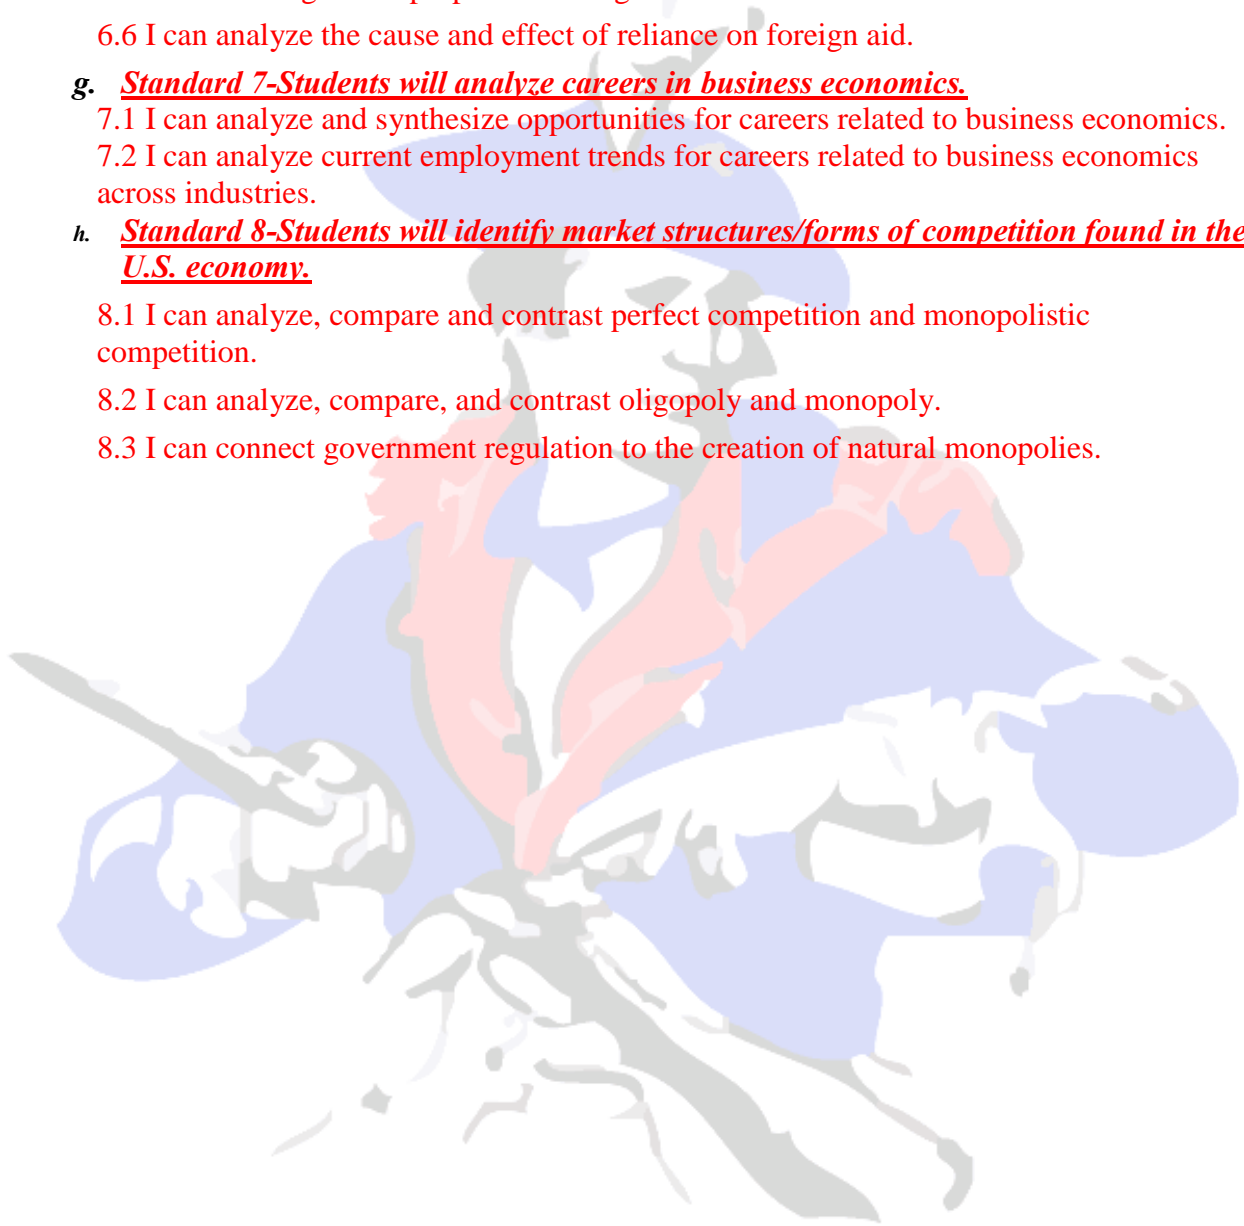 6.6 I can analyze the cause and effect of reliance on foreign aid.
g. Standard 7-Students will analyze careers in business economics.
7.1 I can analyze and synthesize opportunities for careers related to business economics.
7.2 I can analyze current employment trends for careers related to business economics
across industries.
h. Standard 8-Students will identify market structures/forms of competition found in the
U.S. economy.
8.1 I can analyze, compare and contrast perfect competition and monopolistic
competition.
8.2 I can analyze, compare, and contrast oligopoly and monopoly.
8.3 I can connect government regulation to the creation of natural monopolies.